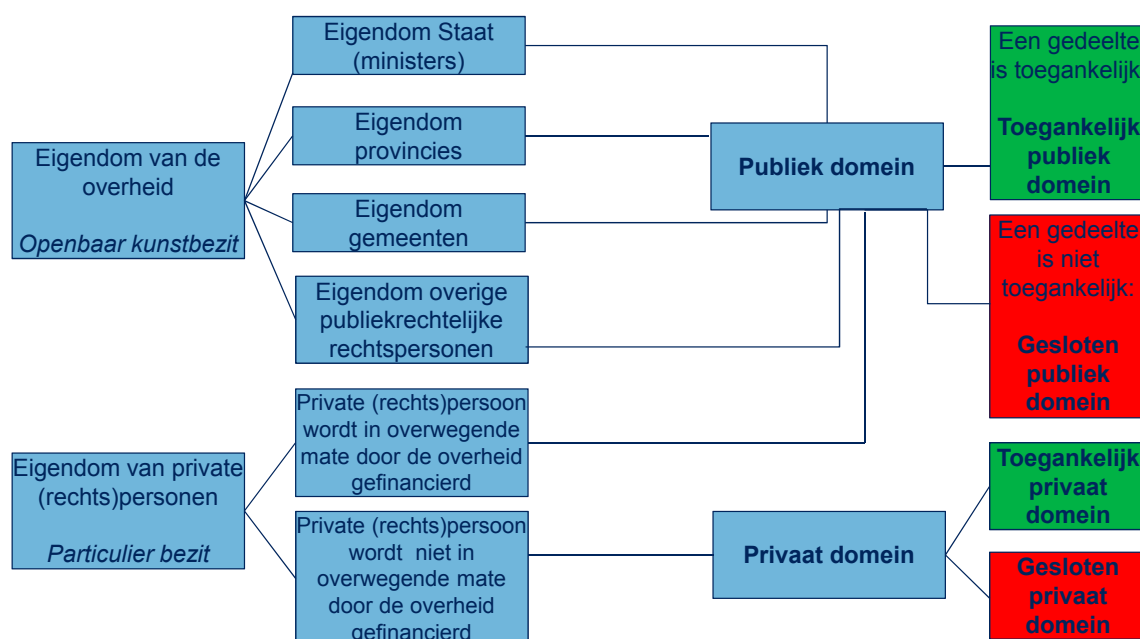 Eigendom van de
overheid
Openbaar kunstbezit
Eigendom van private
(rechts)personen
Particulier bezit
Eigendom Staat
(ministers)
Eigendom
provincies
Eigendom
gemeenten
Eigendom overige
publiekrechtelijke
rechtspersonen
Private (rechts)persoon
wordt in overwegende
mate door de overheid
gefinancierd
Private (rechts)persoon
wordt niet in
overwegende mate
door de overheid
gefinancierd
Publiek domein
Privaat domein
Een gedeelte
is toegankelijk:
Toegankelijk
publiek
domein
Een gedeelte
is niet
toegankelijk:
Gesloten
publiek
domein
Toegankelijk
privaat
domein
Gesloten
privaat
domein